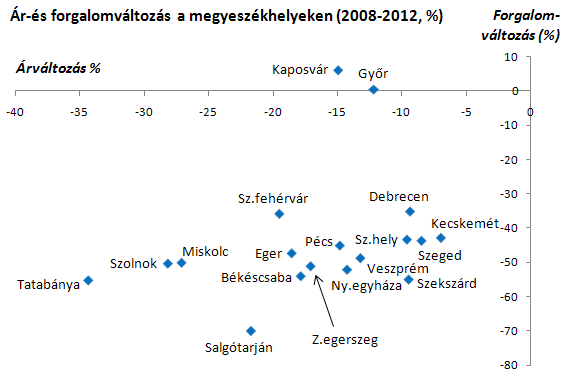 Ár-és forgalomváltozás a megyeszékhelyeken (2008-2012, %)
Forgalom-
változás (%)
Árváltozás %
10
0
-10
-20
-30
-40
-50
-60
-70
-80
-40 -35 -30 -25 -20 -15 -10 -5 0
Kaposvár
Győr
Sz.fehérvár
Debrecen
Kecskemét
Pécs
Sz.hely
Szeged
Miskolc
Eger
Szolnok
Veszprém
Tatabánya
Békéscsaba
Ny.egyháza
Szekszárd
Z.egerszeg
Salgótarján